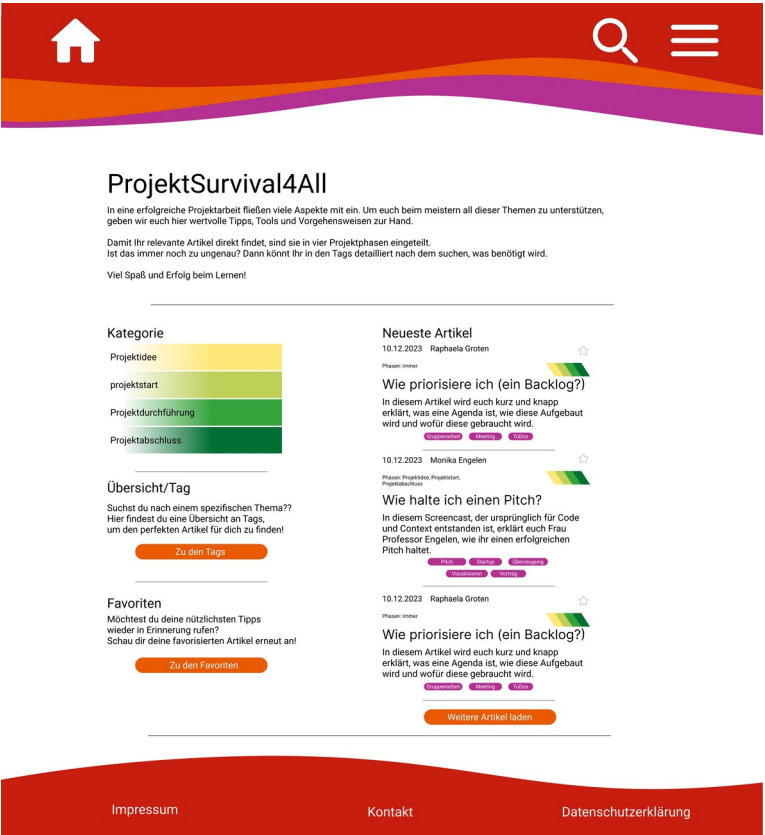 ProjektSurvival4All
In eine erfolgreiche Projektarbeit fließen viele Aspekte mit ein. Um euch beim meistern all dieser Themen zu unterstützen,
geben wir euch hier wertvolle Tipps, Tools und Vorgehensweisen zur Hand.
Damit Ihr relevante Artikel direkt findet, sind sie in vier Projektphasen eingeteilt.
Ist das immer noch zu ungenau? Dann könnt Ihr in den Tags detailliert nach dem suchen, was benötigt wird.
Viel Spaß und Erfolg beim Lernen!
Kategorie
Projektidee
projektstart
Projektdurchführung
Projektabschluss
Übersicht/Tag
Suchst du nach einem spezifischen Thema??
Hier findest du eine Übersicht an Tags,
um den perfekten Artikel für dich zu finden!
Zu den Tags
Favoriten
Möchtest du deine nützlichsten Tipps
wieder in Erinnerung rufen?
Schau dir deine favorisierten Artikel erneut an!
Zu den Favoriten
Neueste Artikel
10.12.2023 Raphaela Groten
Phasen: immer
Wie priorisiere ich (ein Backlog?)
In diesem Artikel wird euch kurz und knapp
erklärt, was eine Agenda ist, wie diese Aufgebaut
wird und wofür diese gebraucht wird.
Gruppenarbeit Meeting ToDos
10.12.2023 Monika Engelen
Phasen: Projektidee, Projektstart,
Projektabschluss
Wie halte ich einen Pitch?
In diesem Screencast, der ursprünglich für Code
und Context entstanden ist, erklärt euch Frau
Professor Engelen, wie ihr einen erfolgreichen
Pitch haltet.
Pitch Startup Überzeugung
Visualisieren Vortrag
10.12.2023 Raphaela Groten
Phasen: immer
Wie priorisiere ich (ein Backlog?)
In diesem Artikel wird euch kurz und knapp
erklärt, was eine Agenda ist, wie diese Aufgebaut
wird und wofür diese gebraucht wird.
Gruppenarbeit Meeting ToDos
Weitere Artikel laden
Impressum
Kontakt
Datenschutzerklärung